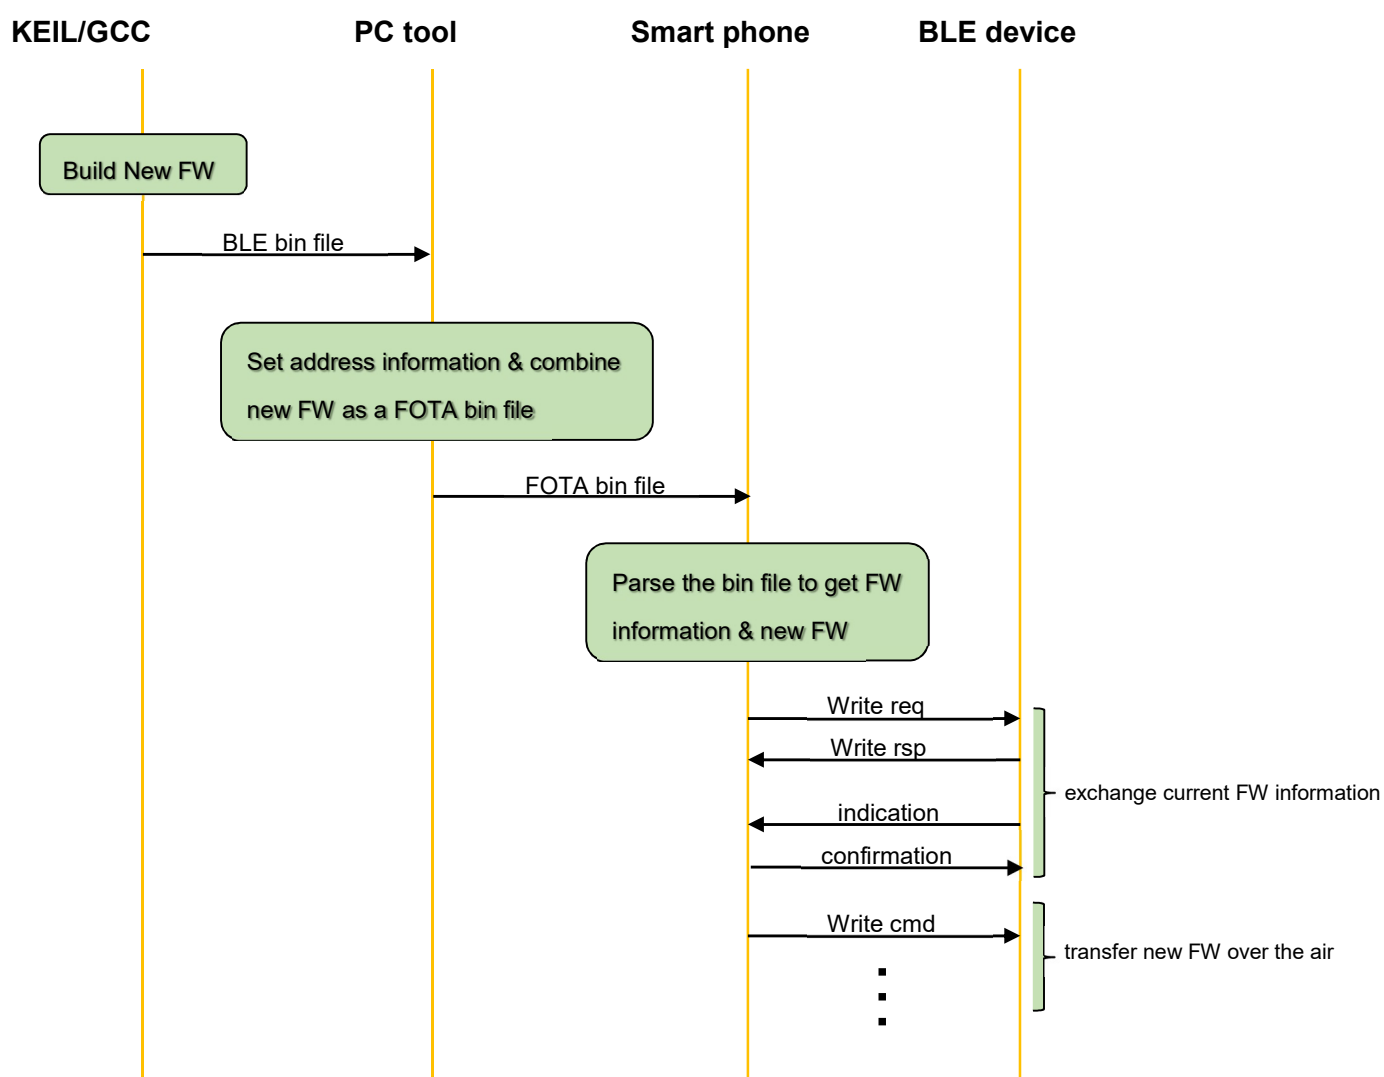 KEIL/GCC
PC tool
Smart phone
BLE device
Build New FW
BLE bin file
Set address information & combine
new FW as a FOTA bin file
FOTA bin file
Parse the bin file to get FW
information & new FW
Write req
Write rsp
exchange current FW information
indication
confirmation
Write cmd
transfer new FW over the air